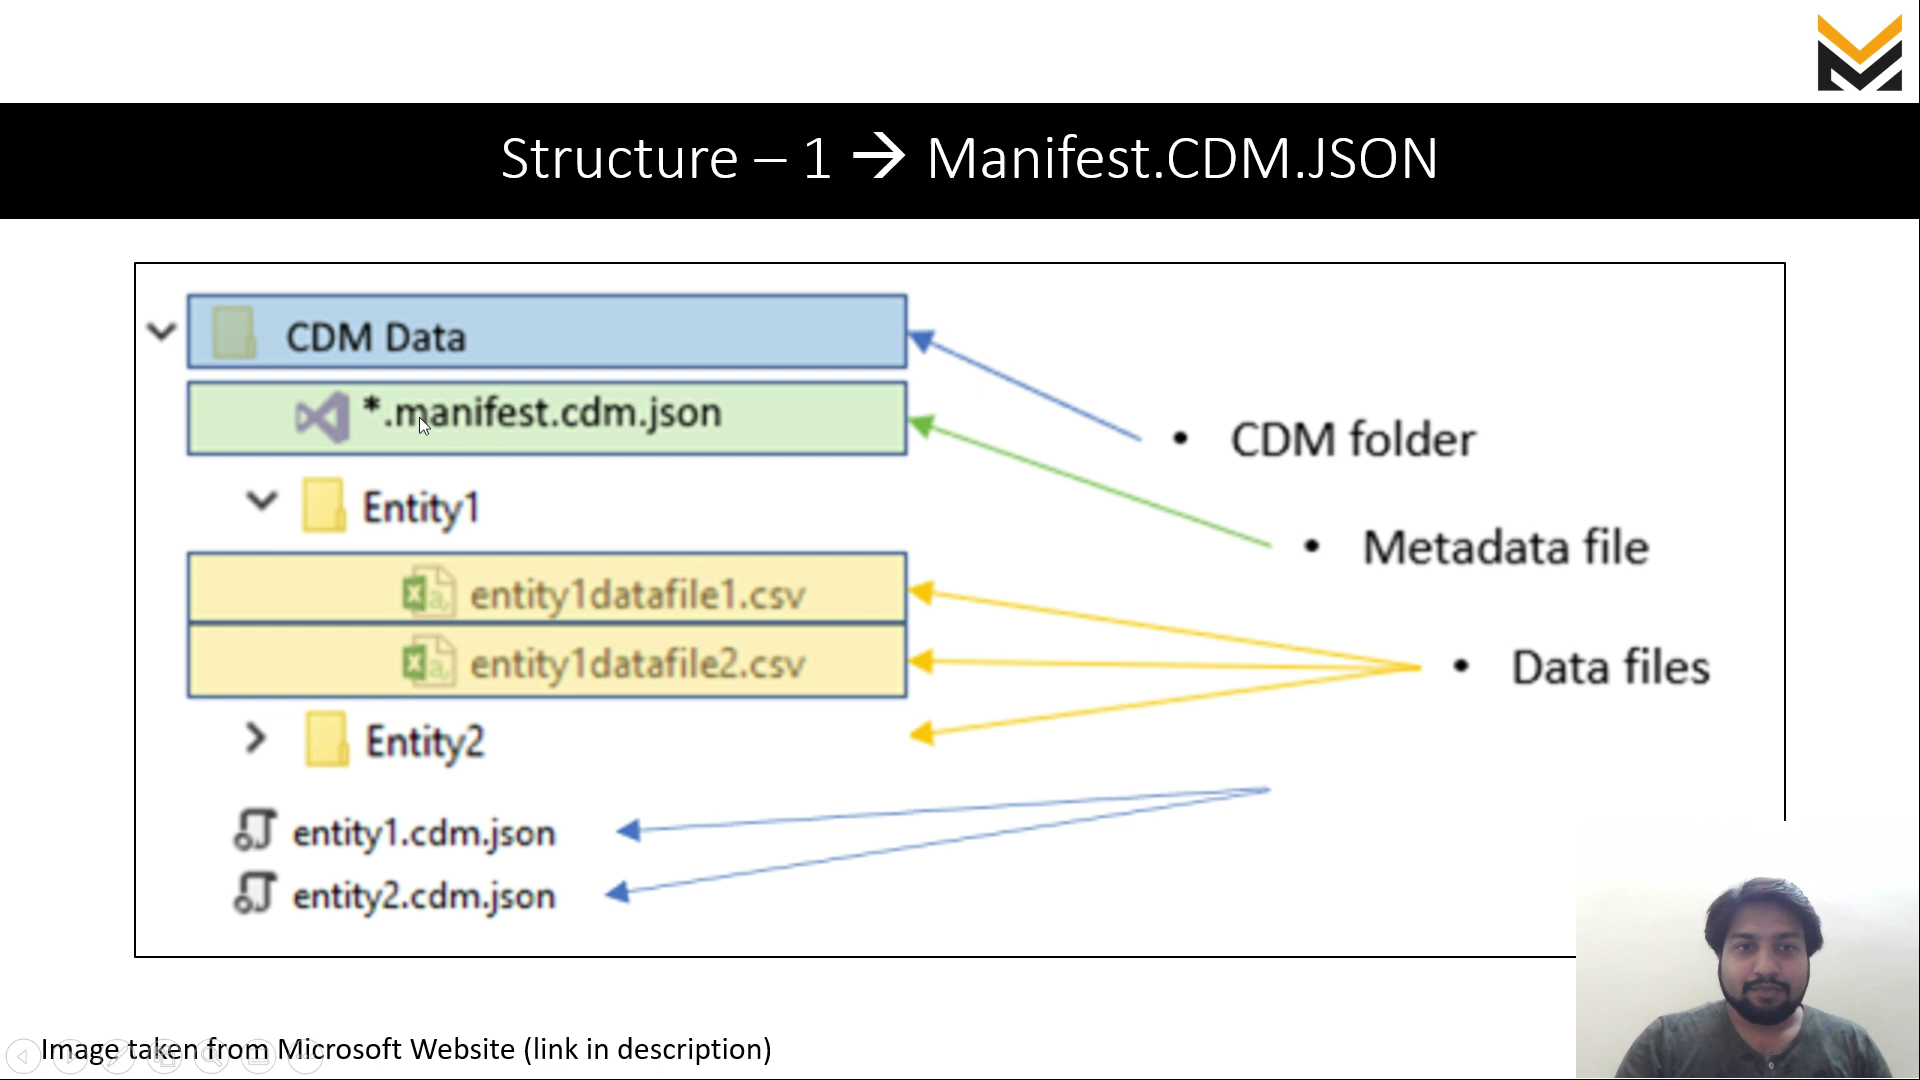 Structure – 1 → Manifest.CDM.JSON
CDM Data
*.manifest.cdm.json
Entity1
entity1datafile1.csv
entity1datafile2.csv
Entity2
entity1.cdm.json
entity2.cdm.json
• CDM folder
• Metadata file
• Data files
Image taken from Microsoft Website (link in description)